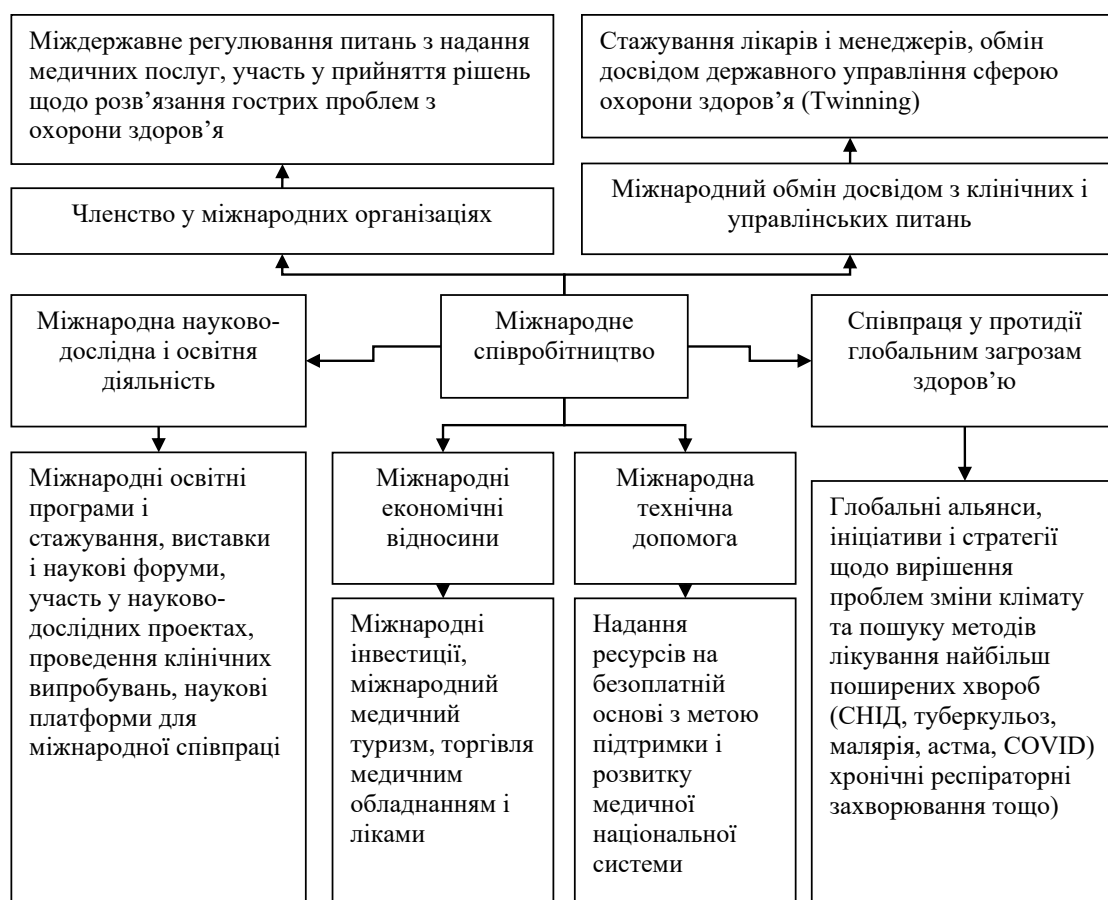 Міждержавне регулювання питань з надання
медичних послуг, участь у прийняття рішень
щодо розв’язання гострих проблем з
охорони здоров’я
Стажування лікарів і менеджерів, обмін
досвідом державного управління сферою
охорони здоров’я (Twinning)
Членство у міжнародних організаціях
Міжнародний обмін досвідом з клінічних і
управлінських питань
Міжнародна науково-
дослідна і освітня
діяльність
Міжнародне
співробітництво
Співпраця у протидії
глобальним загрозам
здоров’ю
Міжнародні освітні
програми і
стажування, виставки
і наукові форуми,
участь у науково-
дослідних проектах,
проведення клінічних
випробувань, наукові
платформи для
міжнародної співпраці
Міжнародні
економічні
відносини
Міжнародна
технічна
допомога
Міжнародні
інвестиції,
міжнародний
медичний
туризм, торгівля
медичним
обладнанням і
ліками
Надання
ресурсів на
безоплатній
основі з метою
підтримки і
розвитку
медичної
національної
системи
Глобальні альянси,
ініціативи і стратегії
щодо вирішення
проблем зміни клімату
та пошуку методів
лікування найбільш
поширених хвороб
(СНІД, туберкульоз,
малярія, астма, COVID)
хронічні респіраторні
захворювання тощо)